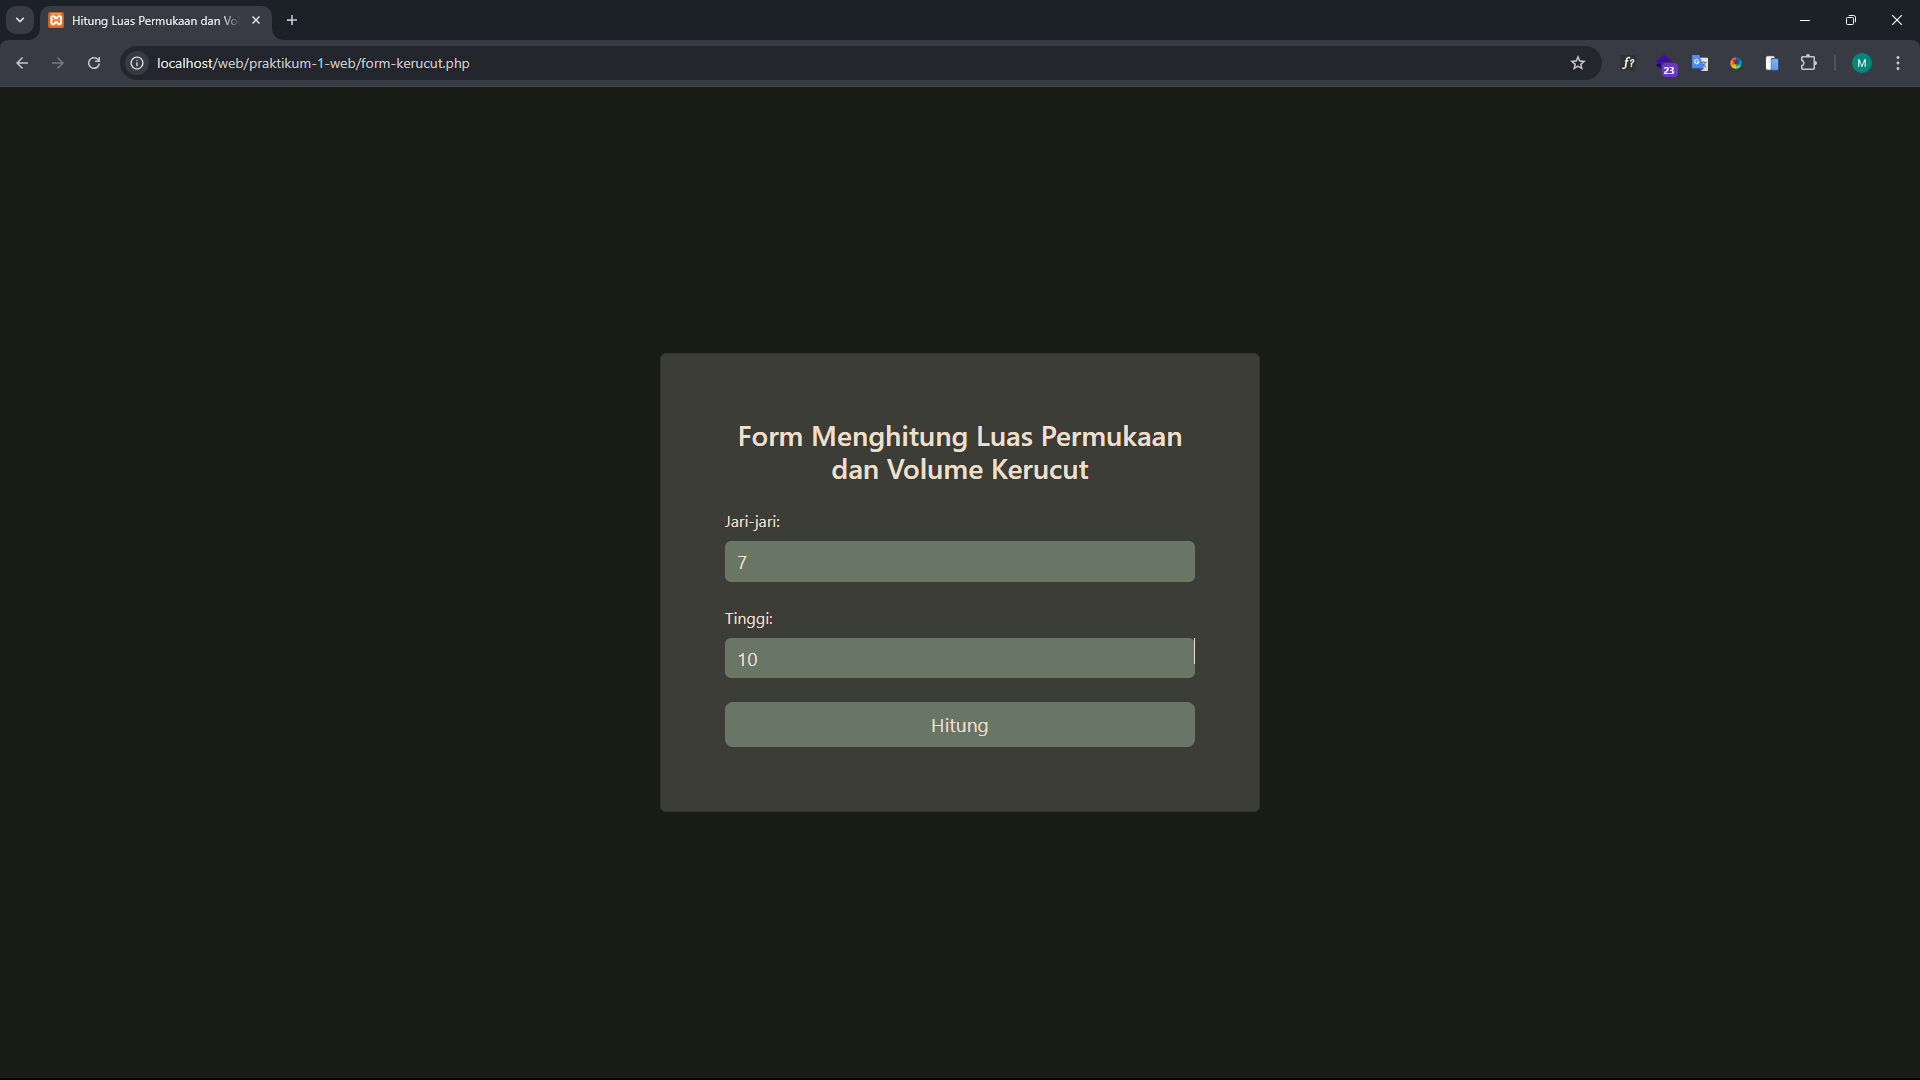 Hitung Luas Permukaan dan Vo
localhost/web/praktikum-1-web/form-kerucut.php
f?
23
M
Form Menghitung Luas Permukaan
dan Volume Kerucut
Jari-jari:
7
Tinggi:
10
Hitung